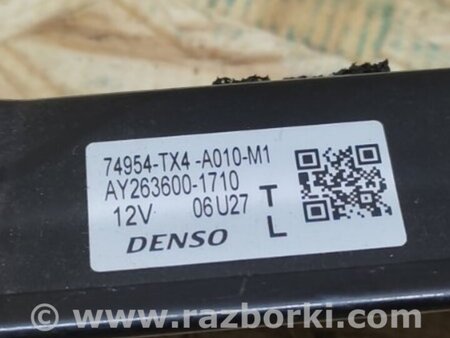 74954-TX4-A010-M1
AY263600-1710
12V 06U27
T
L
DENSO
© www.razborki.com